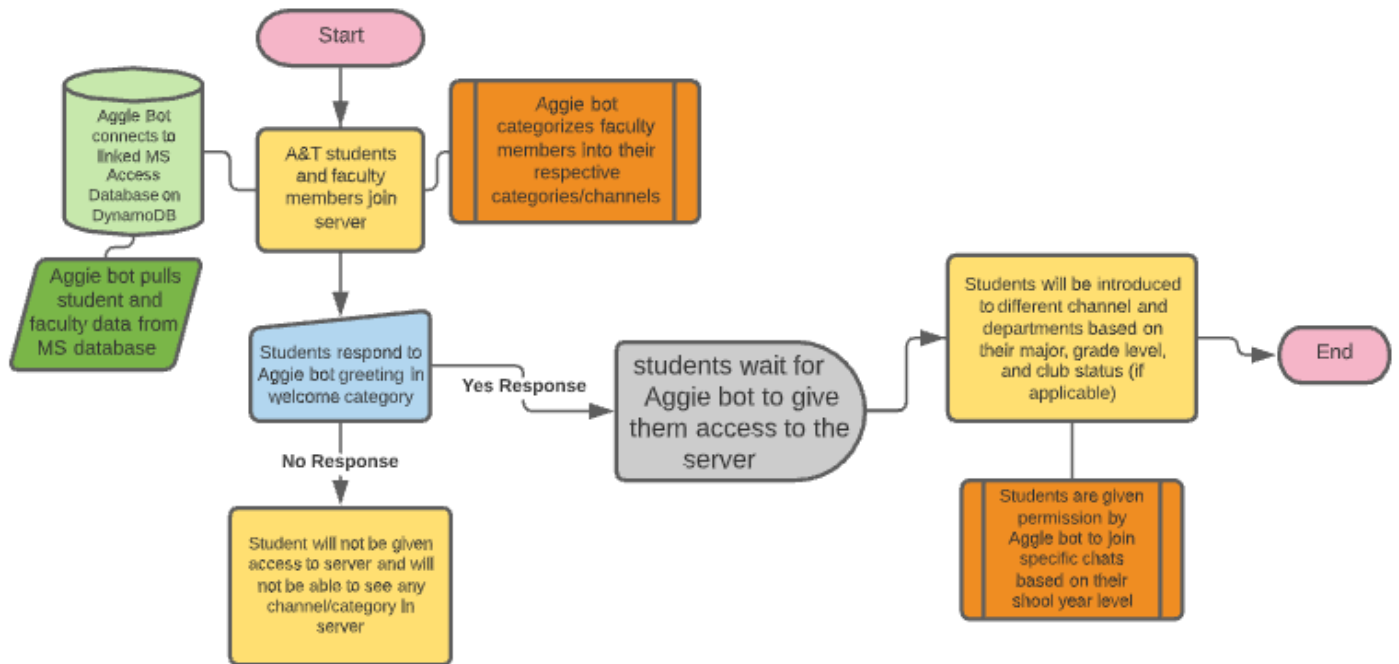 Start
Aggie Bot
connects to
linked MS
Access
Database on
DynamoDB
A&T students
and faculty
members join
server
Aggie bot
categorizes faculty
members into their
respective
categories/channels
Aggie bot pulls
student and
faculty data from
MS database
Students respond to
Aggie bot greeting in
welcome category
Yes Response
students wait for
Aggie bot to give
them access to the
server
Students will be introduced
to different channel and
departments based on
their major, grade level,
and club status (if
applicable)
End
No Response
Student will not be given
access to server and will
not be able to see any
channel/category in
server
Students are given
permission by
Aggie bot to join
specific chats
based on their
shool year level